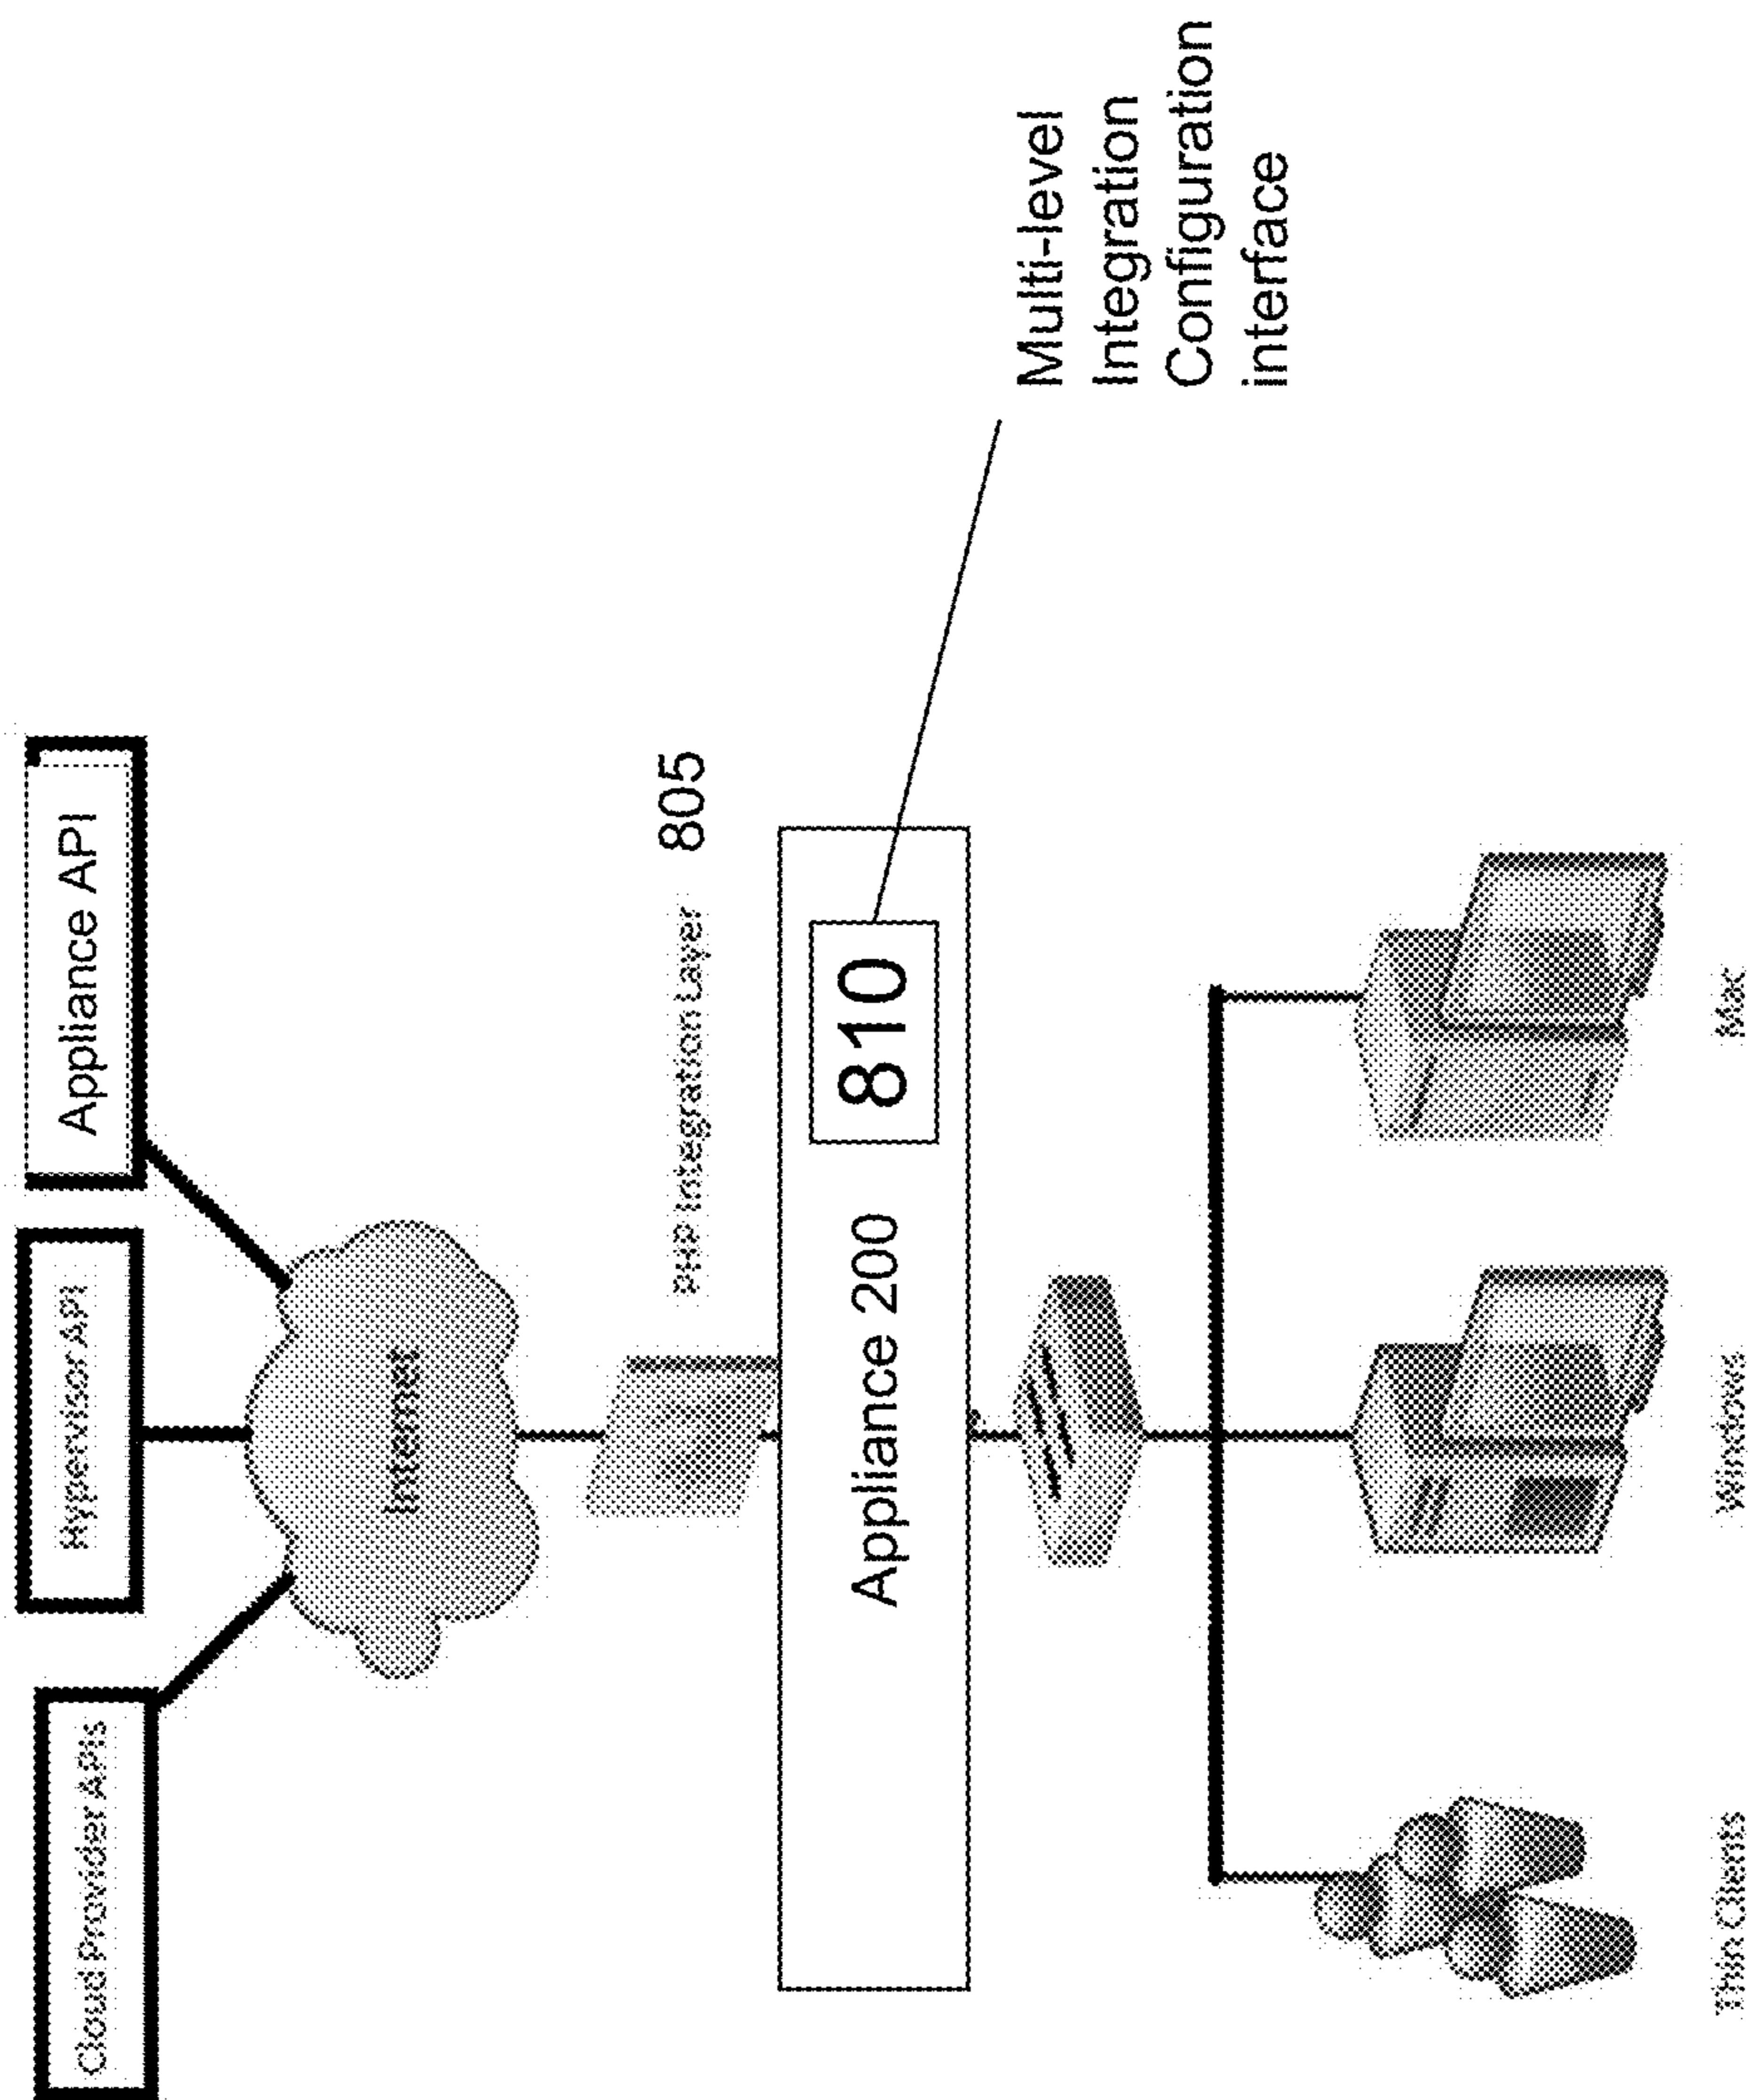 Cloud Provider APIs
Hypervisor API
Appliance API
Internet
PHP Integration Layer
805
Appliance 200
810
Multi-level
Integration
Configuration
interface
Thin Clients
Windows
Mac